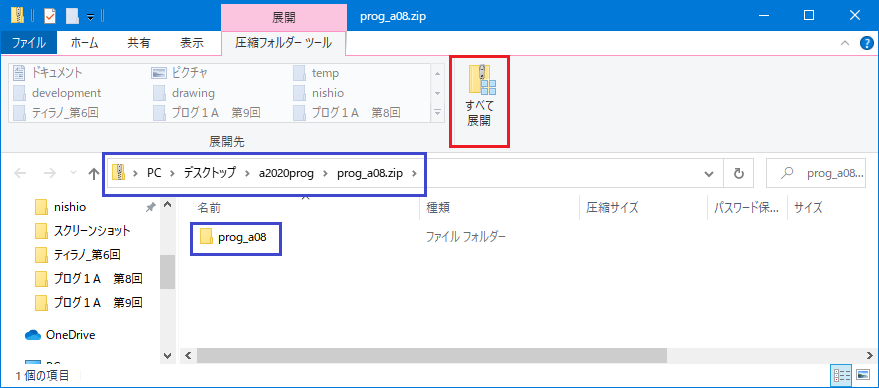 展開
prog_a08.zip
ファイル
ホーム
共有
表示
圧縮フォルダー ツール
ドキュメント
ピクチャ
temp
development
drawing
nishio
ティラノ_第6回
プログ１A　第9回
プログ１A　第8回
展開先
すべて
展開
PC > デスクトップ > a2020prog > prog_a08.zip >
prog_a08...
名前
種類
圧縮サイズ
パスワード保...
サイズ
nishio
スクリーンショット
ティラノ_第6回
プログ１A　第8回
プログ１A　第9回
OneDrive
prog_a08
ファイル フォルダー
1 個の項目